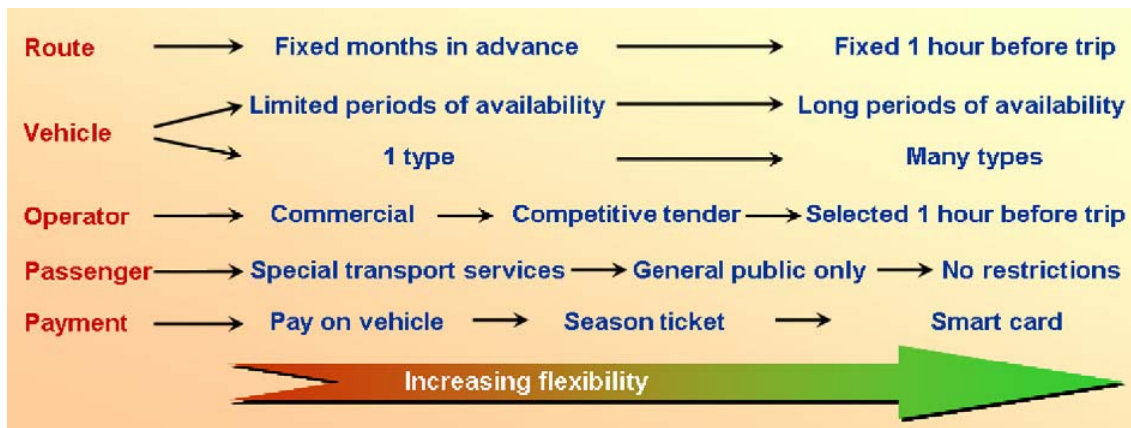 Route Fixed months in advance Fixed 1 hour before trip
Limited periods of availability Long periods of availability
Vehicle
1 type Many types
Operator Commercial Competitive tender Selected 1 hour before trip
Passenger Special transport services General public only No restrictions
Payment Pay on vehicle Season ticket Smart card
Increasing flexibility